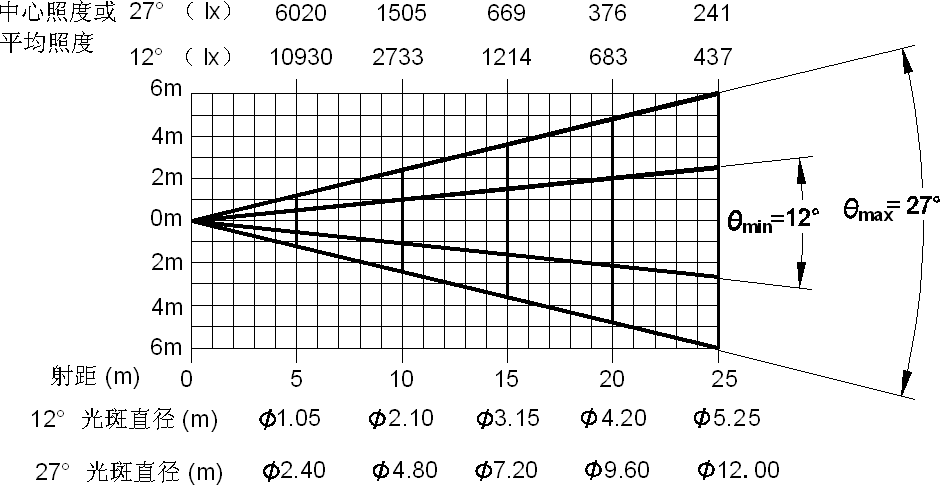 中心照度或 27° （ lx） 6020 1505 669 376 241
平均照度 12° （ lx） 10930 2733 1214 683 437
6m
4m
2m
0m
2m
4m
6m
θmin=12°
θmax=27°
射距 (m) 0 5 10 15 20 25
12° 光斑直径 (m) Φ1.05 Φ2.10 Φ3.15 Φ4.20 Φ5.25
27° 光斑直径 (m) Φ2.40 Φ4.80 Φ7.20 Φ9.60 Φ12.00